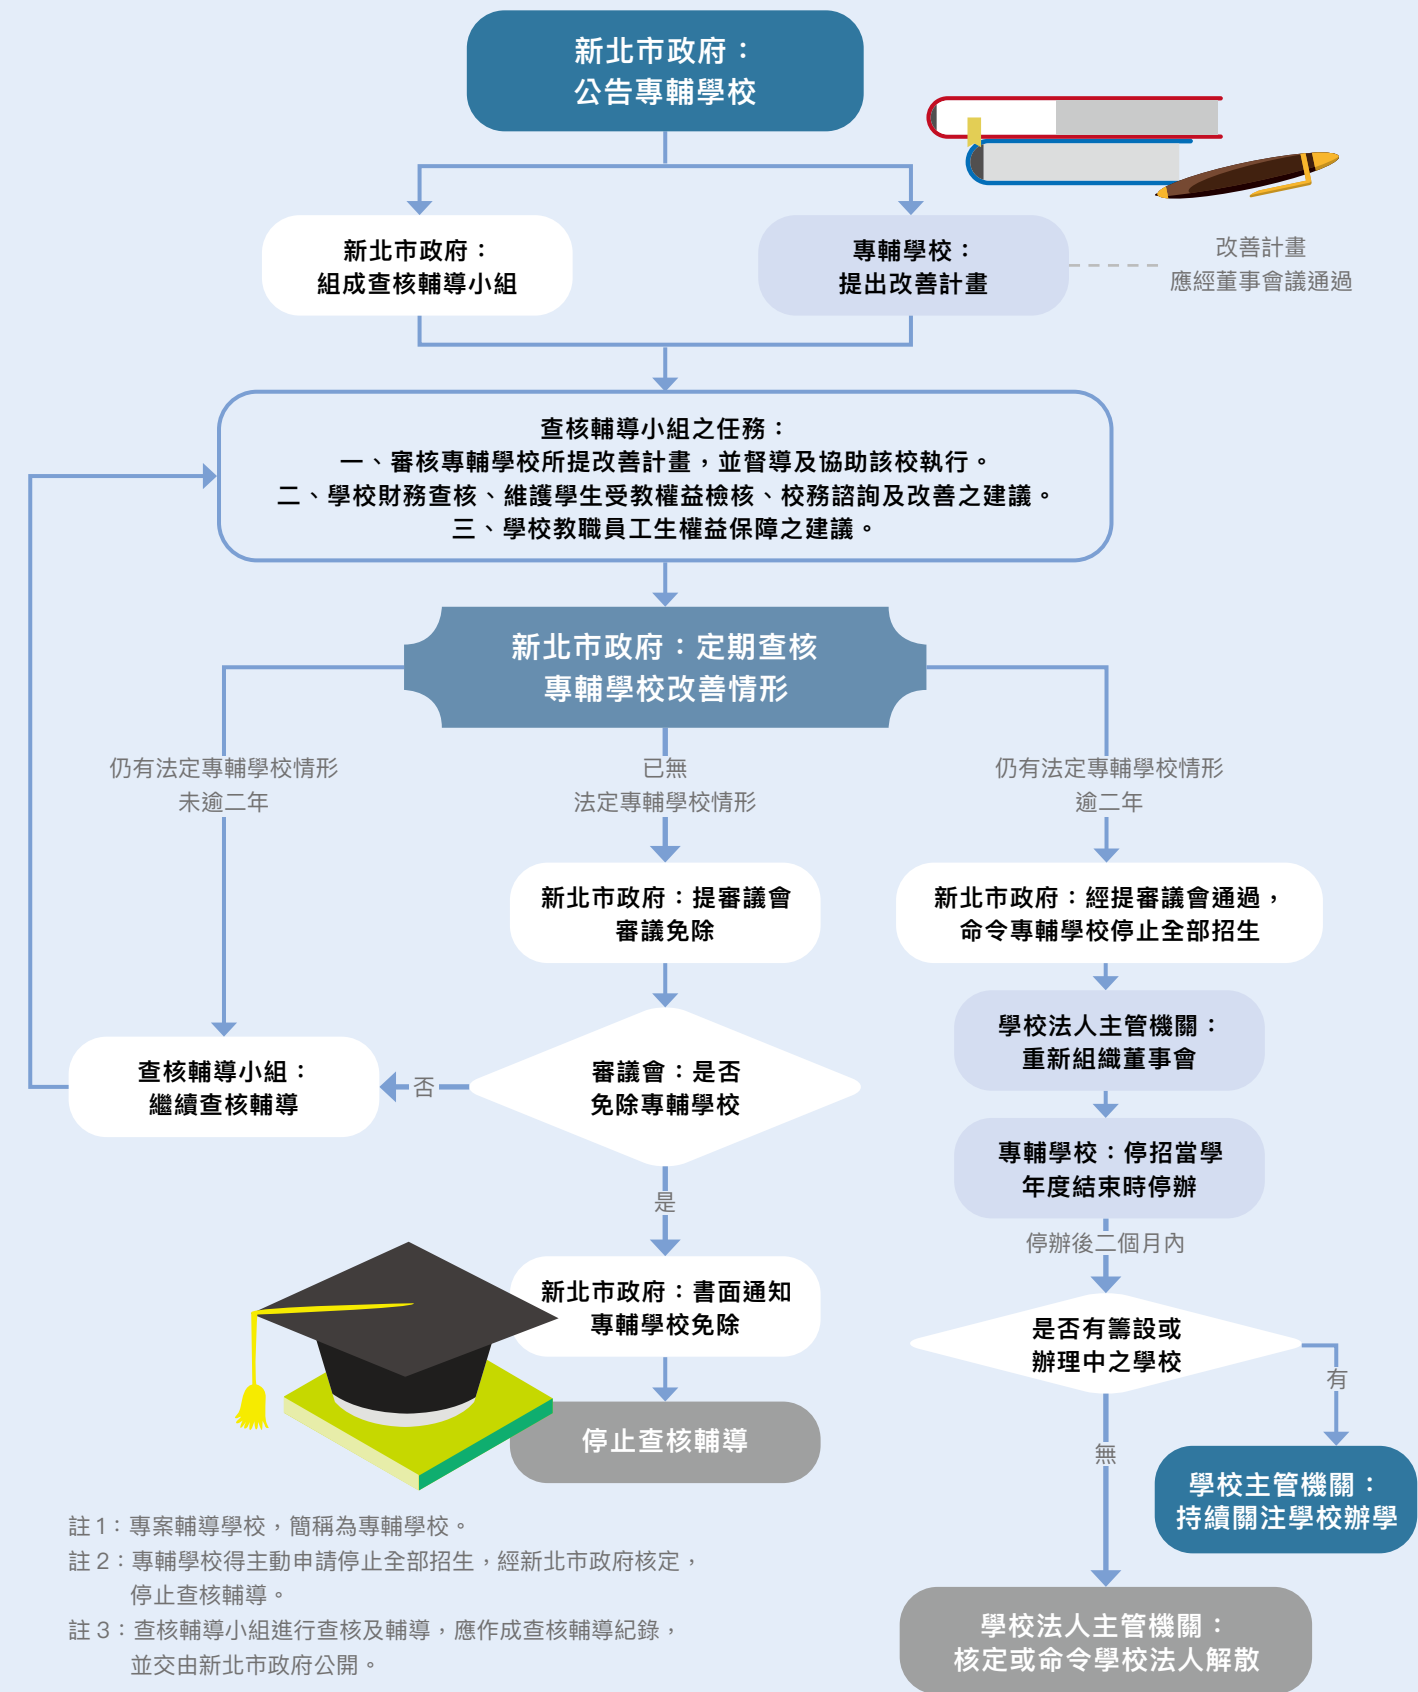 新北市政府：
公告專輔學校
新北市政府：
組成查核輔導小組
專輔學校：
提出改善計畫
改善計畫
應經董事會議通過
查核輔導小組之任務：
一、審核專輔學校所提改善計畫，並督導及協助該校執行。
二、學校財務查核、維護學生受教權益檢核、校務諮詢及改善之建議。
三、學校教職員工生權益保障之建議。
新北市政府：定期查核
專輔學校改善情形
仍有法定專輔學校情形
未逾二年
已無
法定專輔學校情形
仍有法定專輔學校情形
逾二年
新北市政府：提審議會
審議免除
新北市政府：經提審議會通過，
命令專輔學校停止全部招生
學校法人主管機關：
重新組織董事會
查核輔導小組：
繼續查核輔導
否
審議會：是否
免除專輔學校
專輔學校：停招當學
年度結束時停辦
是
停辦後二個月內
新北市政府：書面通知
專輔學校免除
是否有籌設或
辦理中之學校
有
停止查核輔導
無
學校主管機關：
持續關注學校辦學
學校法人主管機關：
核定或命令學校法人解散
註 1：專案輔導學校，簡稱為專輔學校。
註 2：專輔學校得主動申請停止全部招生，經新北市政府核定，
停止查核輔導。
註 3：查核輔導小組進行查核及輔導，應作成查核輔導紀錄，
並交由新北市政府公開。